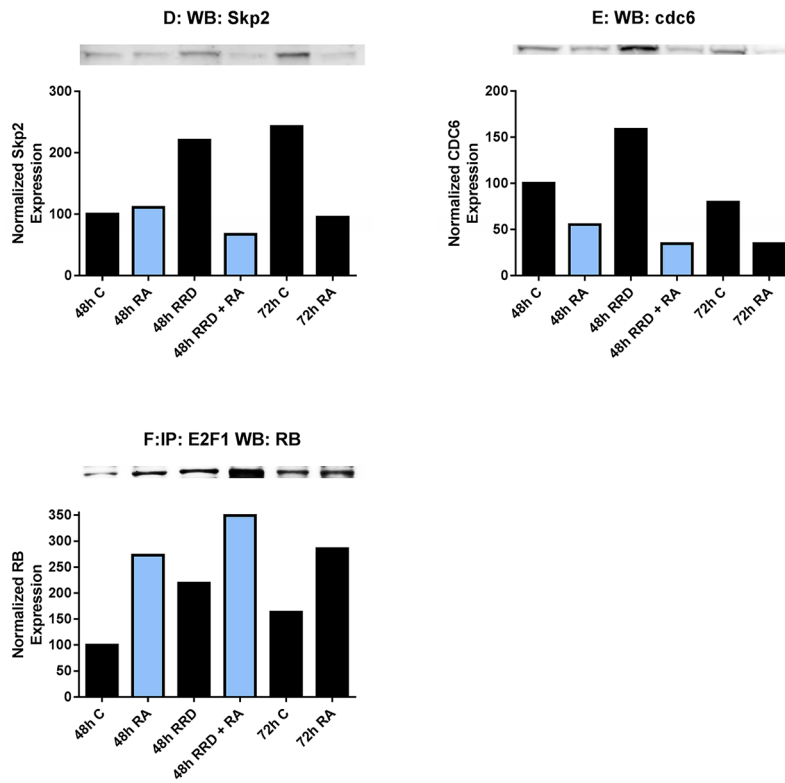 D: WB: Skp2
Normalized Skp2
Expression
300
200
100
0
48h C
48h RA
48h RRD
48h RRD + RA
72h C
72h RA
E: WB: cdc6
Normalized CDC6
Expression
200
150
100
50
0
48h C
48h RA
48h RRD
48h RRD + RA
72h C
72h RA
F:IP: E2F1 WB: RB
Normalized RB
Expression
350
300
250
200
150
100
50
0
48h C
48h RA
48h RRD
48h RRD + RA
72h C
72h RA